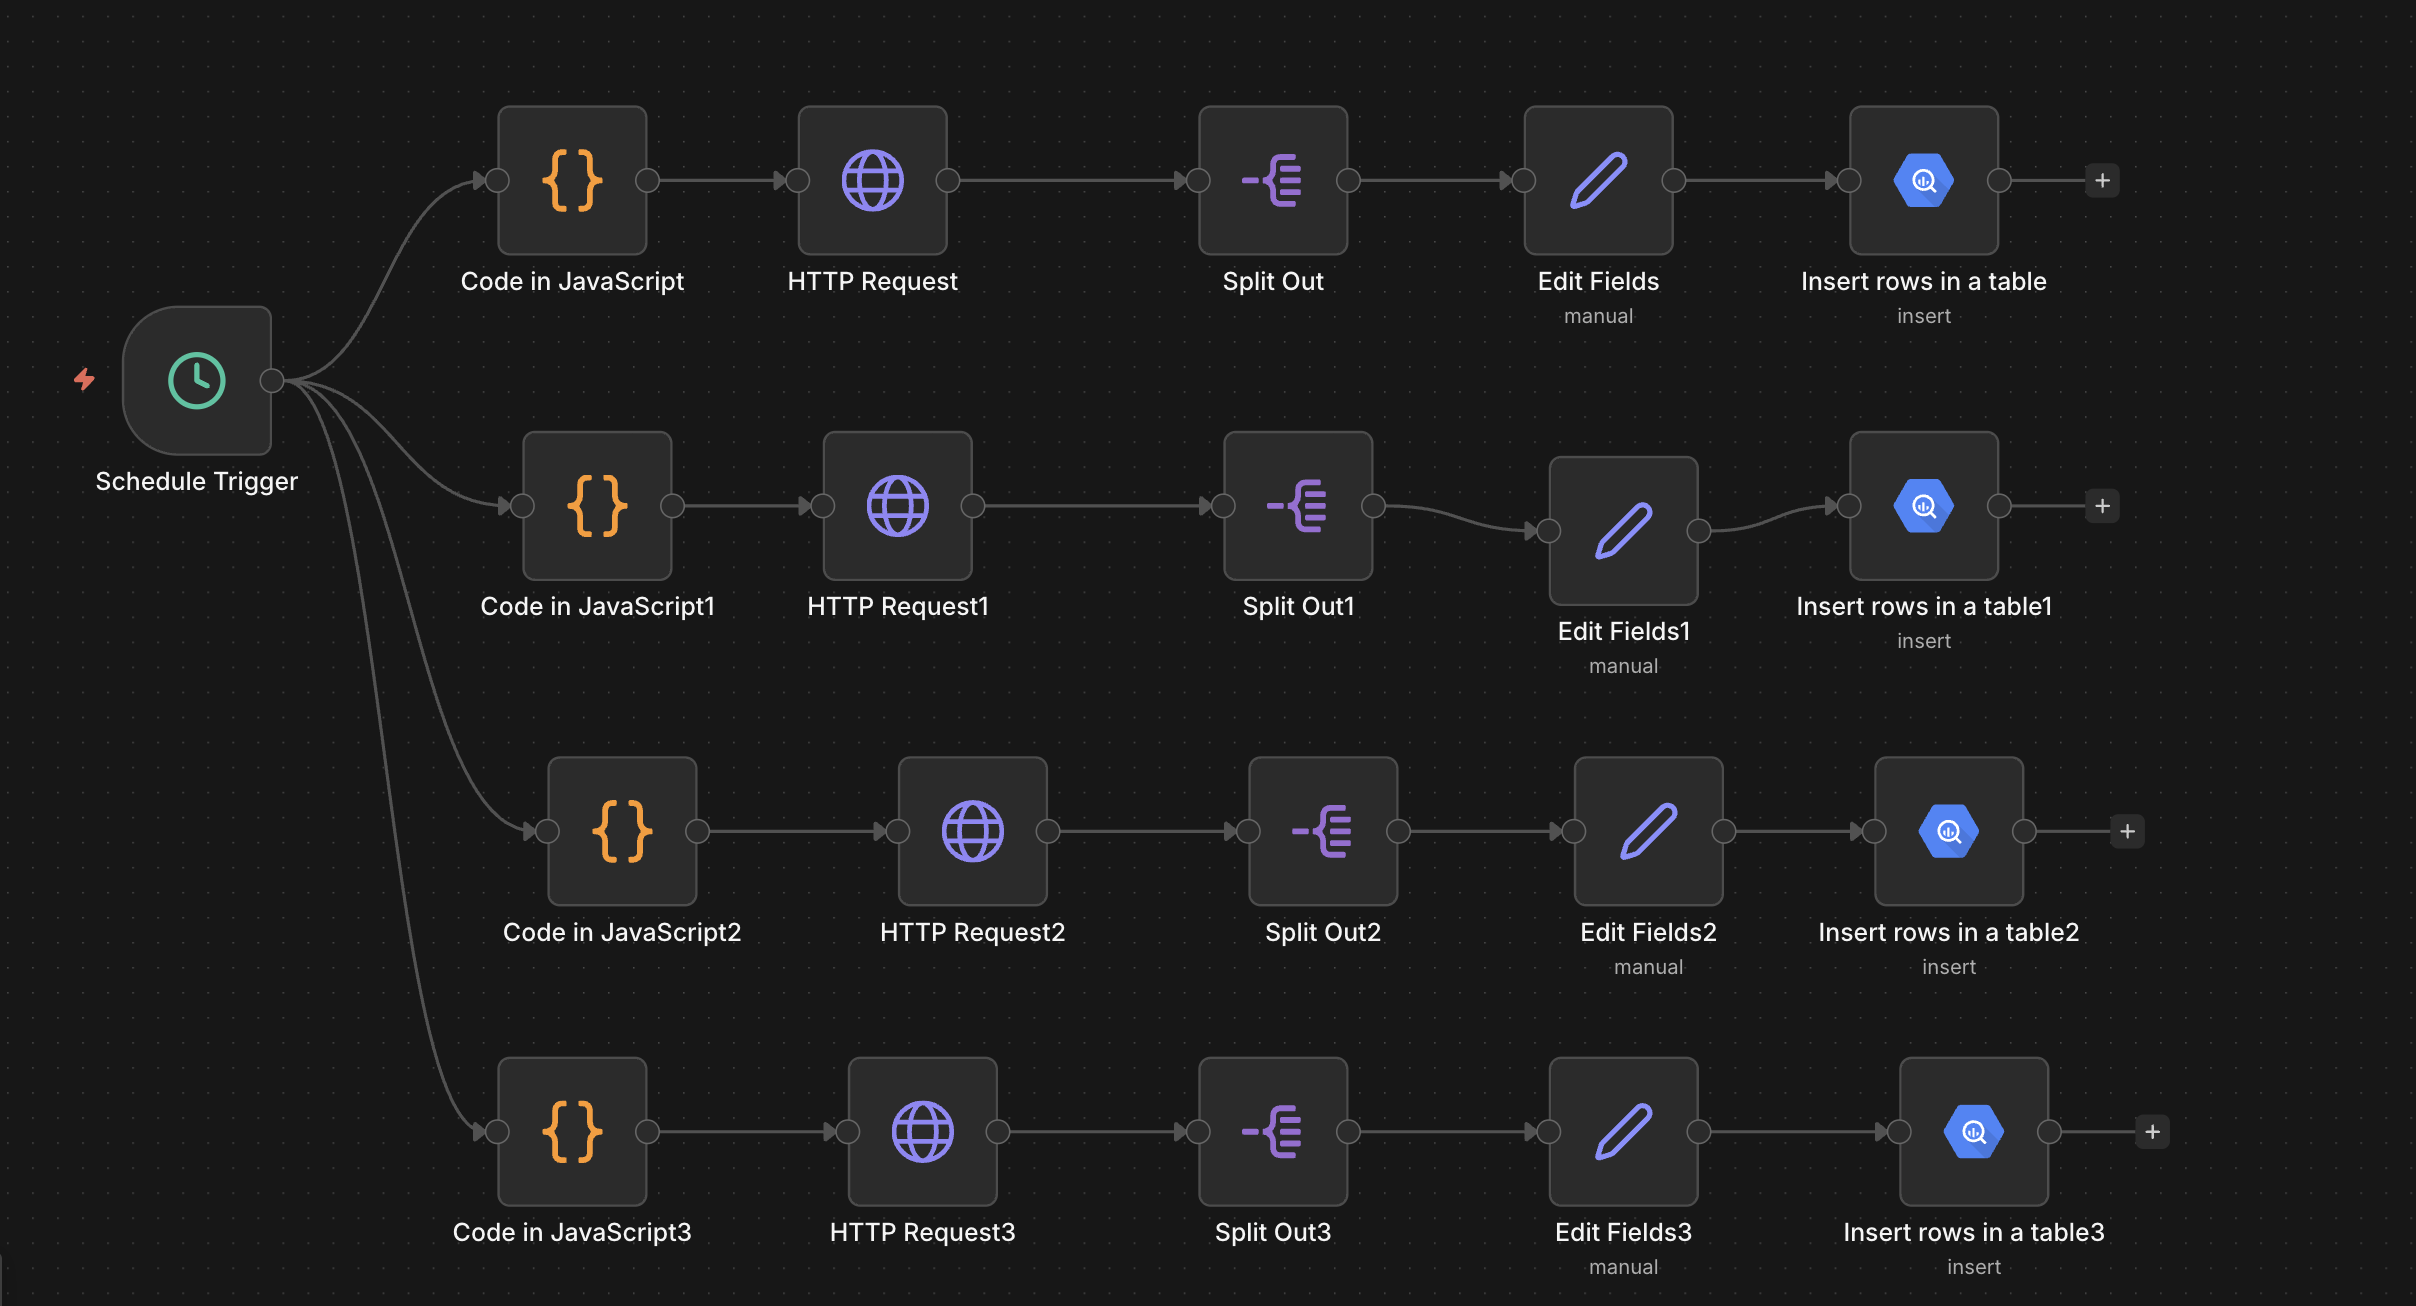 Code in JavaScript
HTTP Request
Split Out
Edit Fields
manual
Insert rows in a table
insert
Schedule Trigger
Code in JavaScript1
HTTP Request1
Split Out1
Edit Fields1
manual
Insert rows in a table1
insert
Code in JavaScript2
HTTP Request2
Split Out2
Edit Fields2
manual
Insert rows in a table2
insert
Code in JavaScript3
HTTP Request3
Split Out3
Edit Fields3
manual
Insert rows in a table3
insert